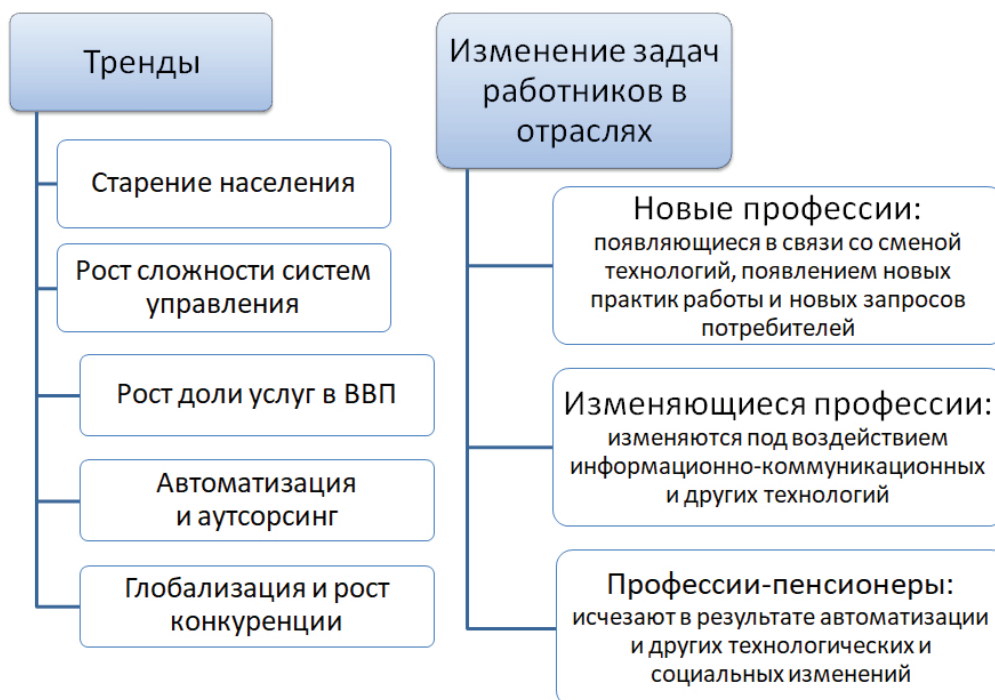 Тренды
Старение населения
Рост сложности систем
управления
Рост доли услуг в ВВП
Автоматизация
и аутсорсинг
Глобализация и рост
конкуренции
Изменение задач
работников в
отраслях
Новые профессии:
появляющиеся в связи со сменой
технологий, появлением новых
практик работы и новых запросов
потребителей
Изменяющиеся профессии:
изменяются под воздействием
информационно-коммуникационных
и других технологий
Профессии-пенсионеры:
исчезают в результате автоматизации
и других технологических и
социальных изменений